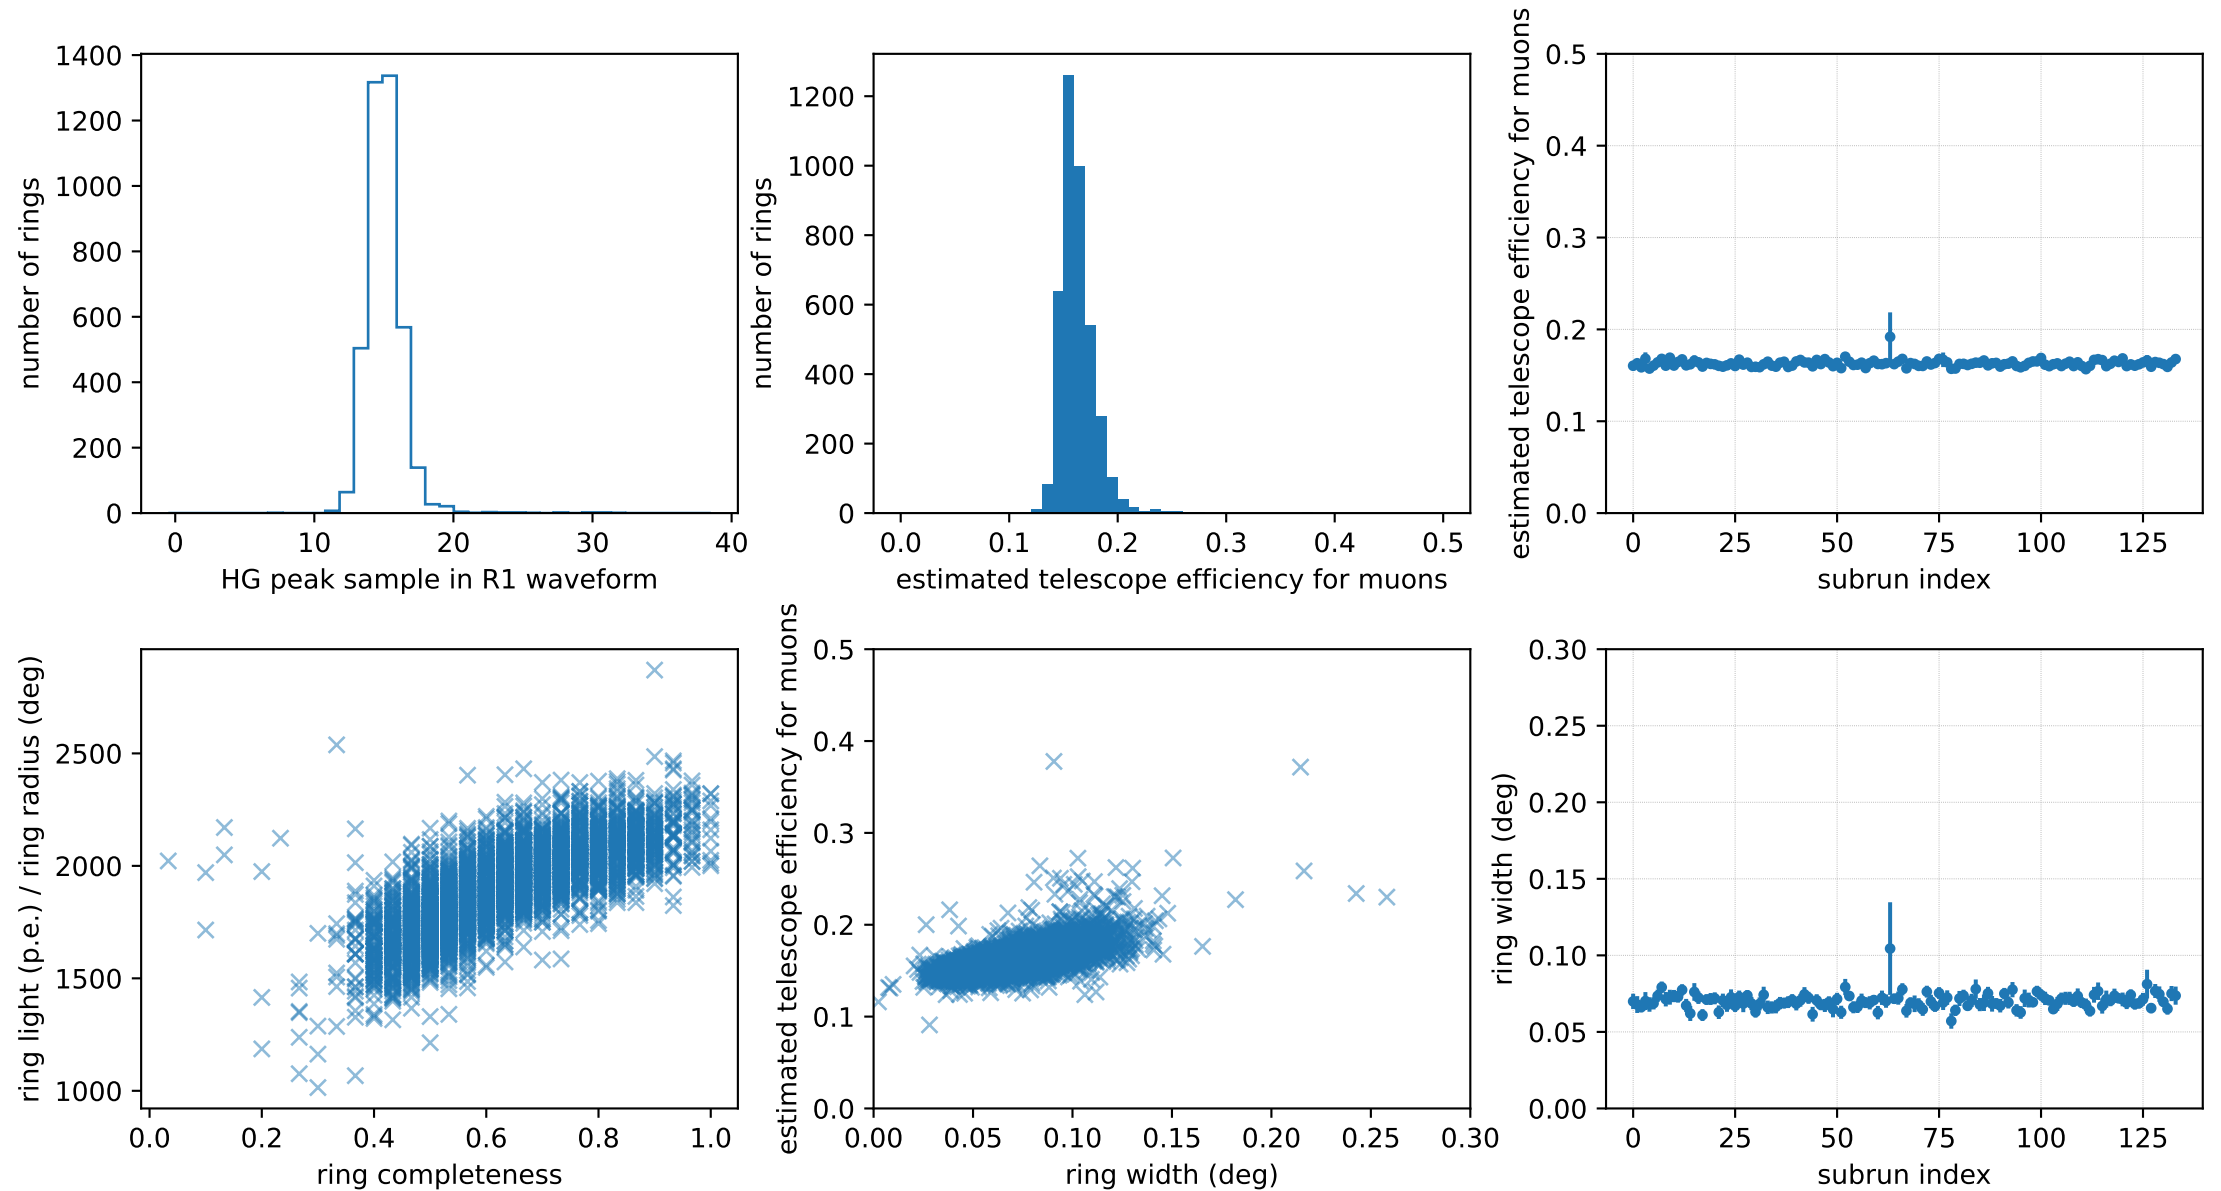 1400
1200
1000
800
600
400
200
0
number of rings
0 10 20 30 40
HG peak sample in R1 waveform
1200
1000
800
600
400
200
0
number of rings
0.0 0.1 0.2 0.3 0.4 0.5
estimated telescope efficiency for muons
0.5
0.4
0.3
0.2
0.1
0.0
estimated telescope efficiency for muons
0 25 50 75 100 125
subrun index
2500
2000
1500
1000
ring light (p.e.) / ring radius (deg)
0.0 0.2 0.4 0.6 0.8 1.0
ring completeness
0.5
0.4
0.3
0.2
0.1
0.0
estimated telescope efficiency for muons
0.00 0.05 0.10 0.15 0.20 0.25 0.30
ring width (deg)
0.30
0.25
0.20
0.15
0.10
0.05
0.00
ring width (deg)
0 25 50 75 100 125
subrun index